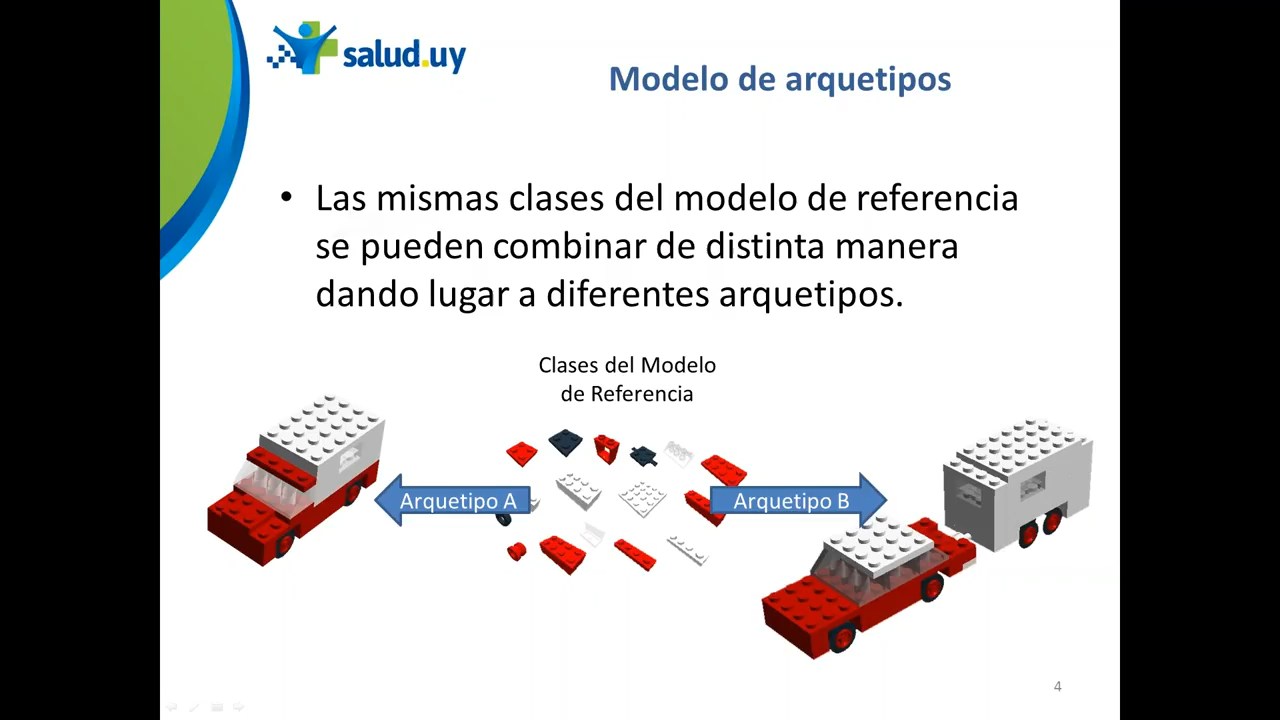 salud.uy
Modelo de arquetipos
• Las mismas clases del modelo de referencia
se pueden combinar de distinta manera
dando lugar a diferentes arquetipos.
Clases del Modelo
de Referencia
Arquetipo A
Arquetipo B
4